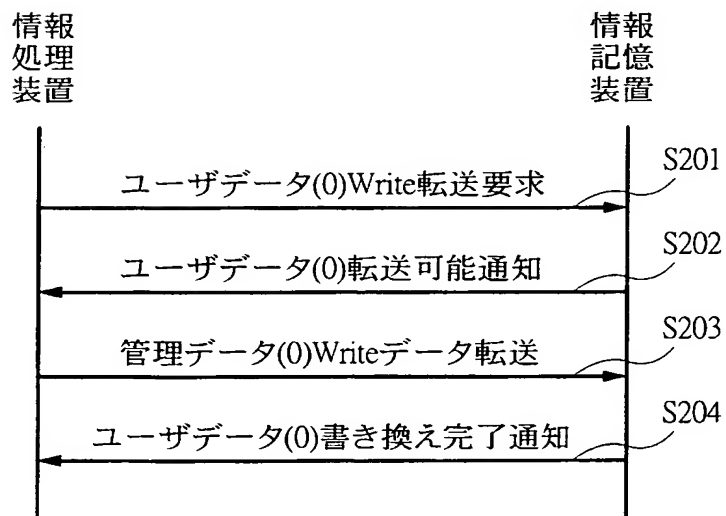 情報
処理
装置
情報
記憶
装置
ユーザデータ(0)Write転送要求
S201
ユーザデータ(0)転送可能通知
S202
管理データ(0)Writeデータ転送
S203
ユーザデータ(0)書き換え完了通知
S204